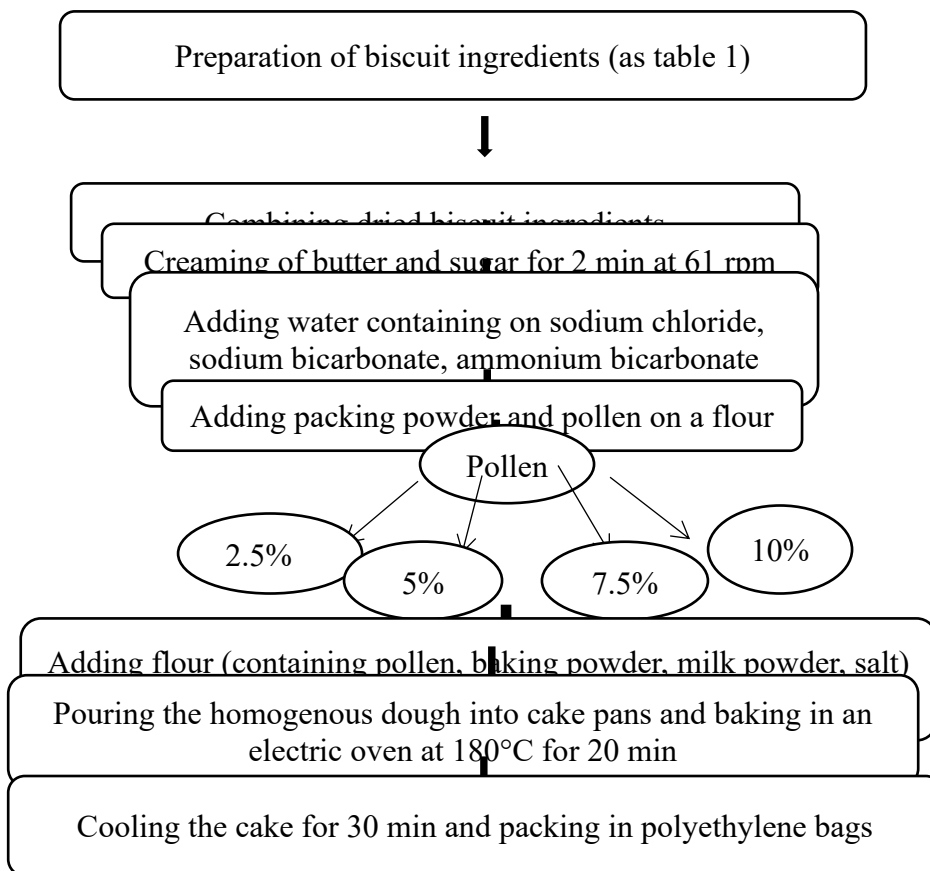 Preparation of biscuit ingredients (as table 1)
Combining dried biscuit ingredients
Creaming of butter and sugar for 2 min at 61 rpm
Adding water containing on sodium chloride,
sodium bicarbonate, ammonium bicarbonate
Adding packing powder and pollen on a flour
Pollen
2.5%
5%
7.5%
10%
Adding flour (containing pollen, baking powder, milk powder, salt)
Pouring the homogenous dough into cake pans and baking in an
electric oven at 180°C for 20 min
Cooling the cake for 30 min and packing in polyethylene bags